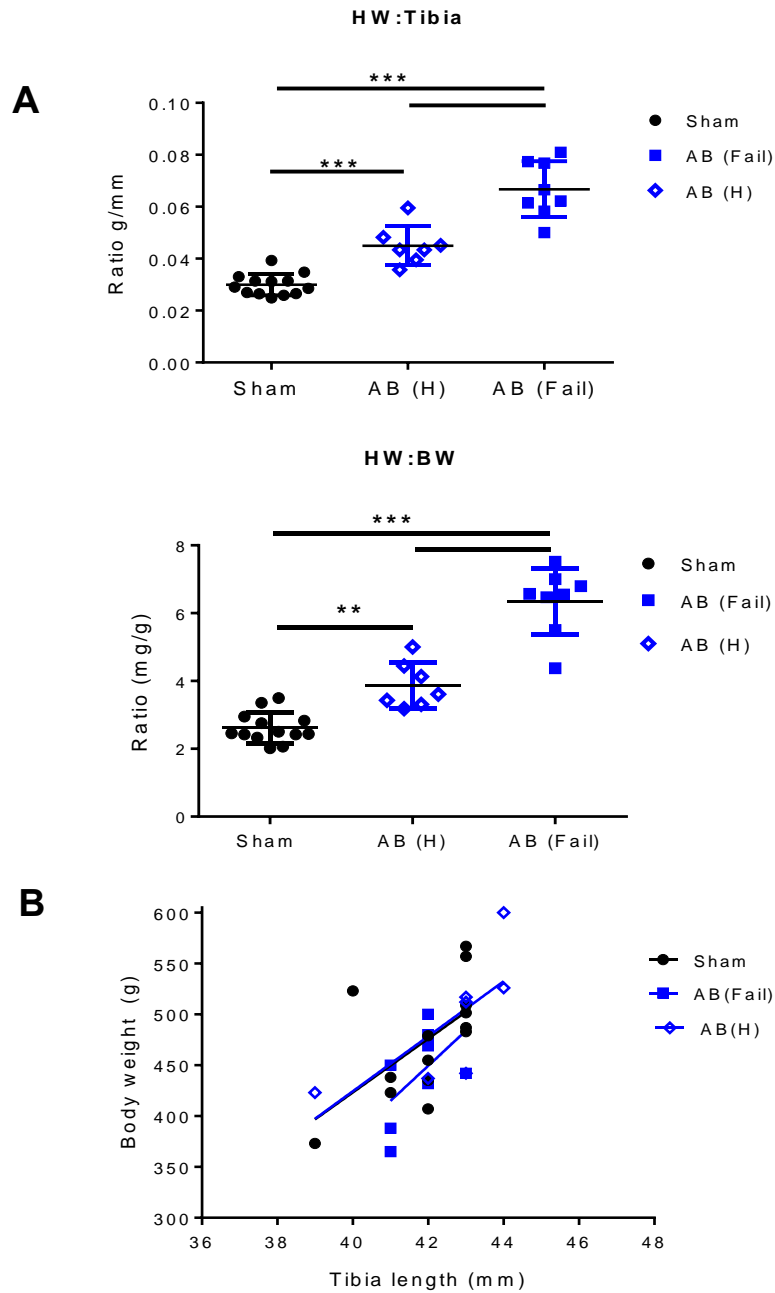 HW:Tibia
A
***
***
Ratio g/mm
0.10
0.08
0.06
0.04
0.02
0.00
Sham
AB (H)
AB (Fail)
Sham
AB (Fail)
AB (H)
HW:BW
***
**
Ratio (mg/g)
8
6
4
2
0
Sham
AB (H)
AB (Fail)
Sham
AB (Fail)
AB (H)
B
Body weight (g)
600
550
500
450
400
350
300
36
38
40
42
44
46
48
Tibia length (mm)
Sham
AB(Fail)
AB(H)